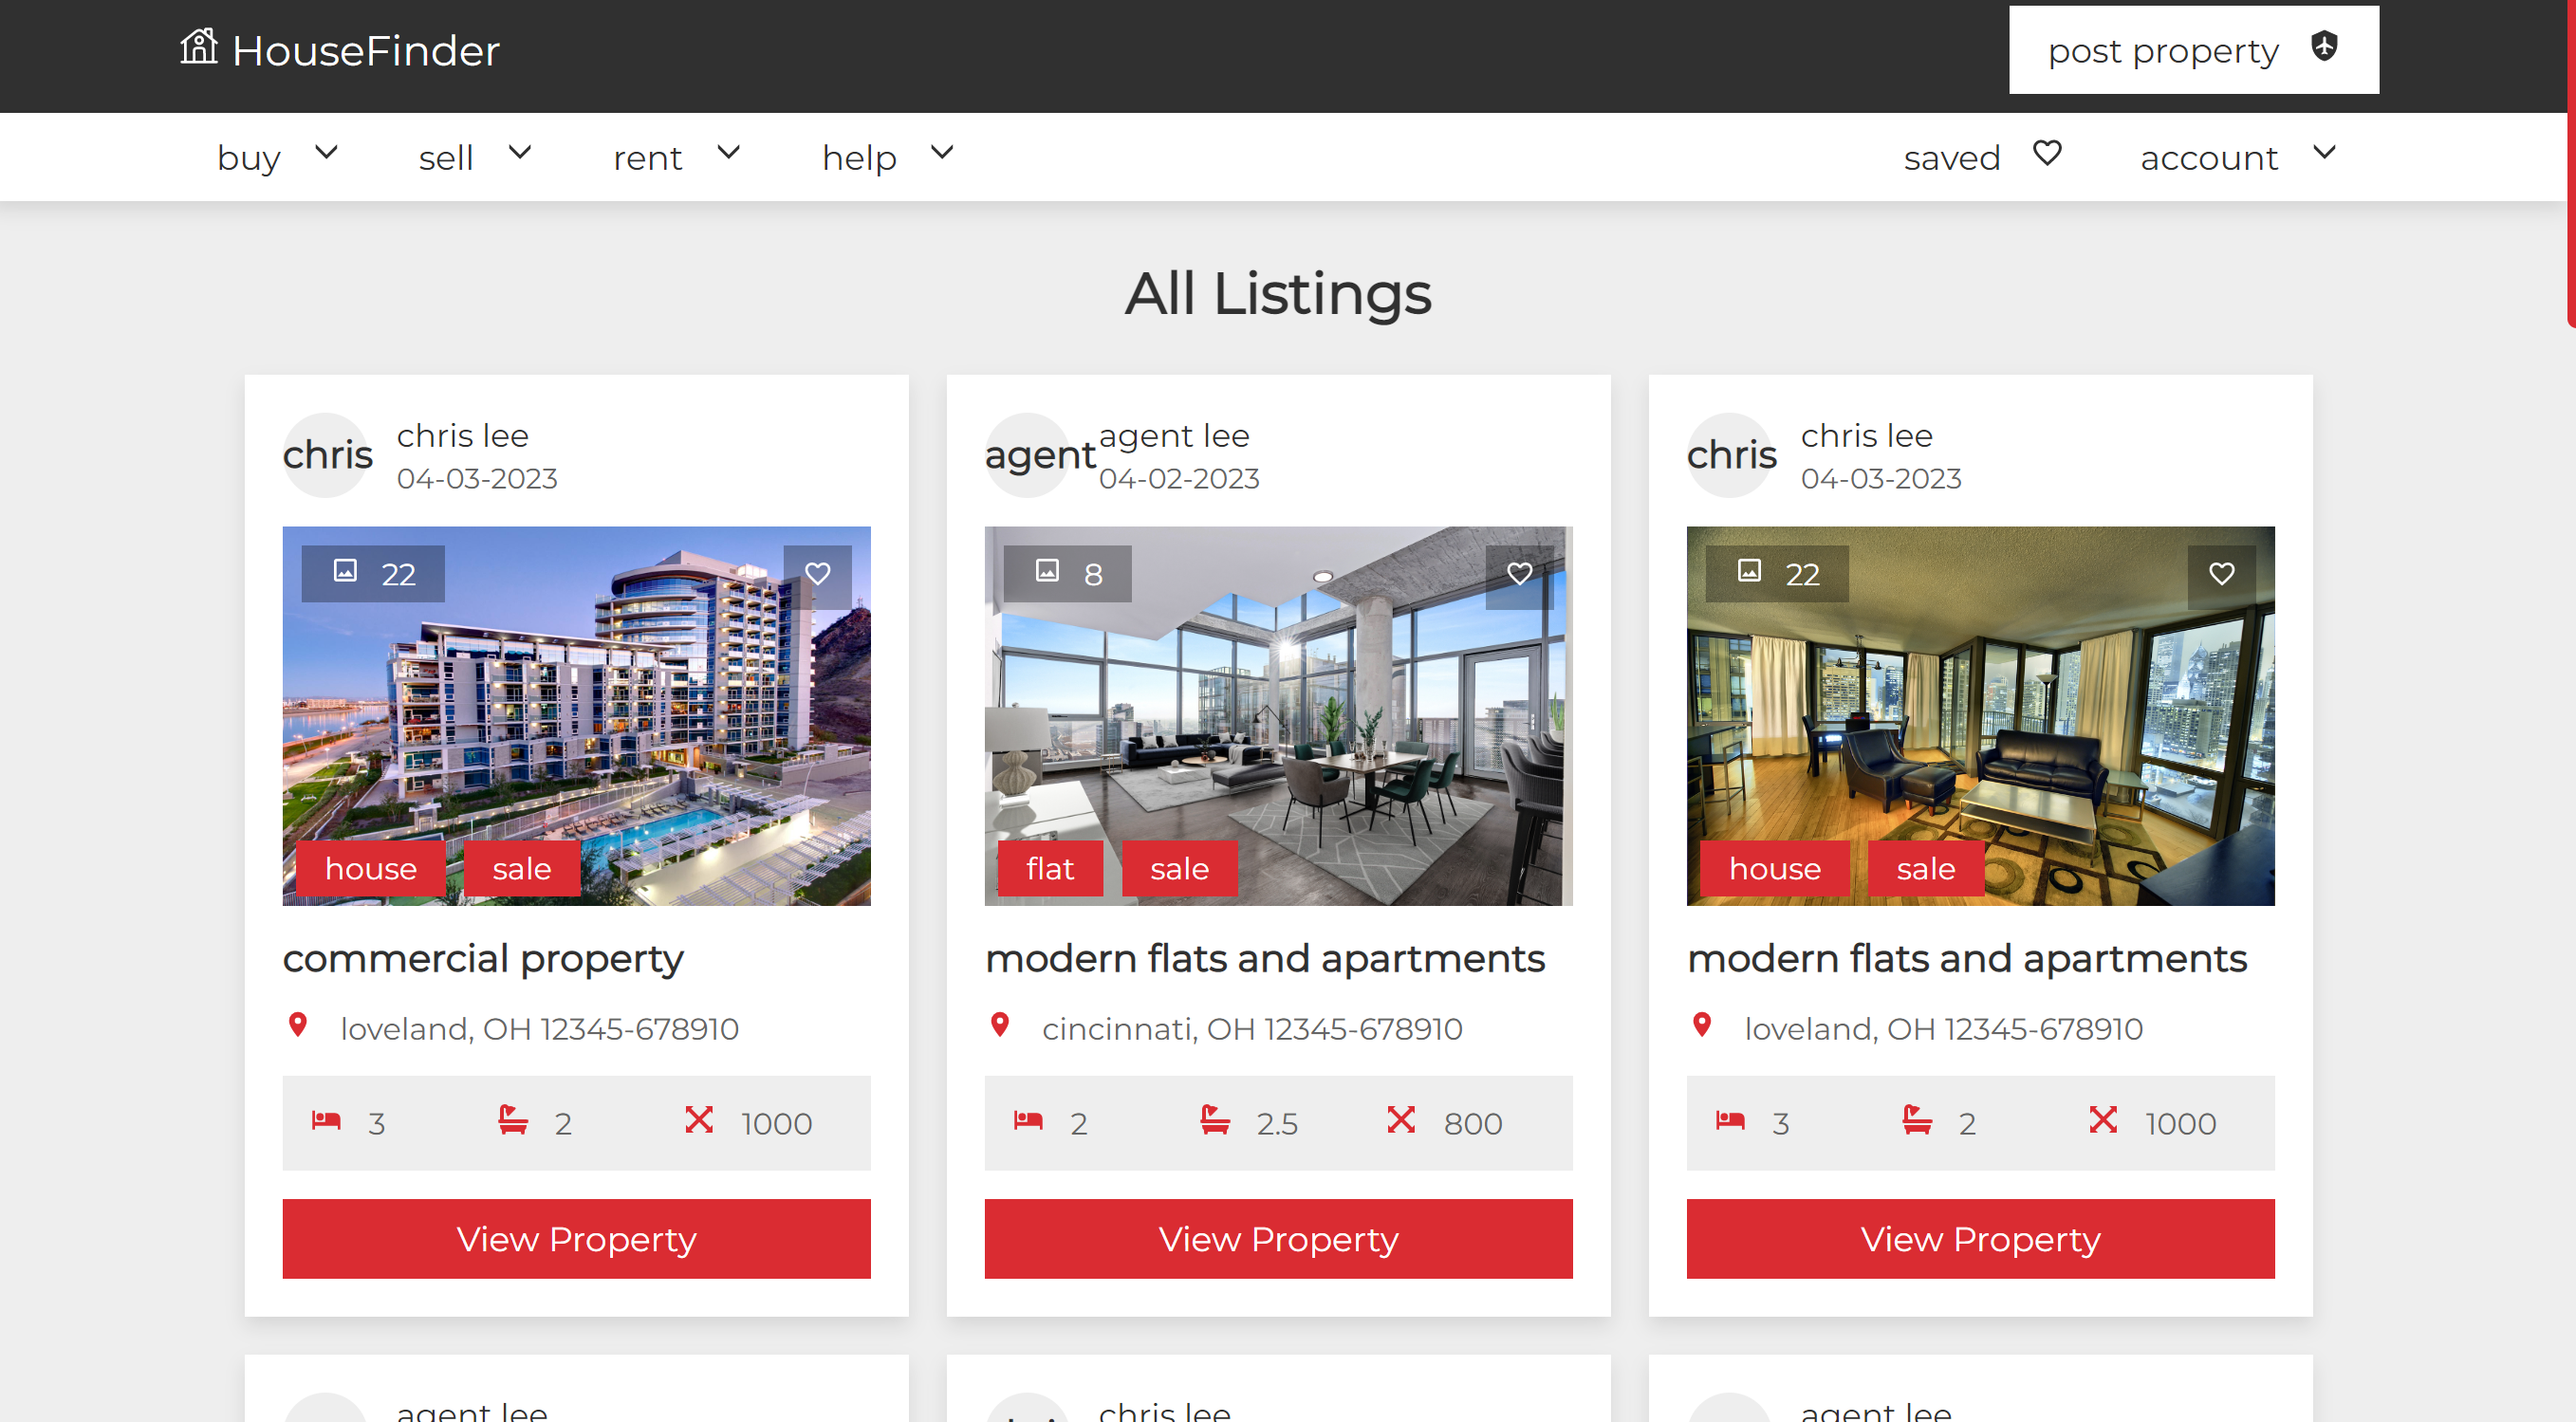 HouseFinder
post property
buy
sell
rent
help
saved
account
All Listings
chris
chris lee
04-03-2023
22
house
sale
commercial property
loveland, OH 12345-678910
3
2
1000
View Property
agent
agent lee
04-02-2023
8
flat
sale
modern flats and apartments
cincinnati, OH 12345-678910
2
2.5
800
View Property
chris
chris lee
04-03-2023
22
house
sale
modern flats and apartments
loveland, OH 12345-678910
3
2
1000
View Property
agent lee
chris lee
agent lee